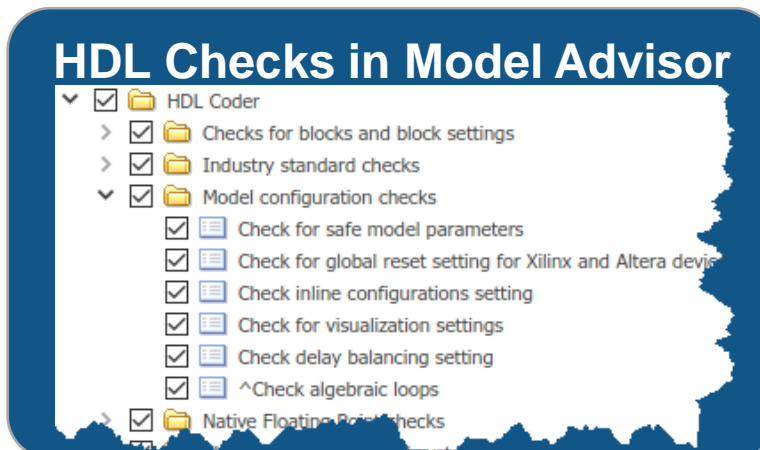 HDL Checks in Model Advisor
HDL Coder
Checks for blocks and block settings
Industry standard checks
Model configuration checks
Check for safe model parameters
Check for global reset setting for Xilinx and Altera devic
Check inline configurations setting
Check for visualization settings
Check delay balancing setting
^Check algebraic loops
Native Floating Point checks